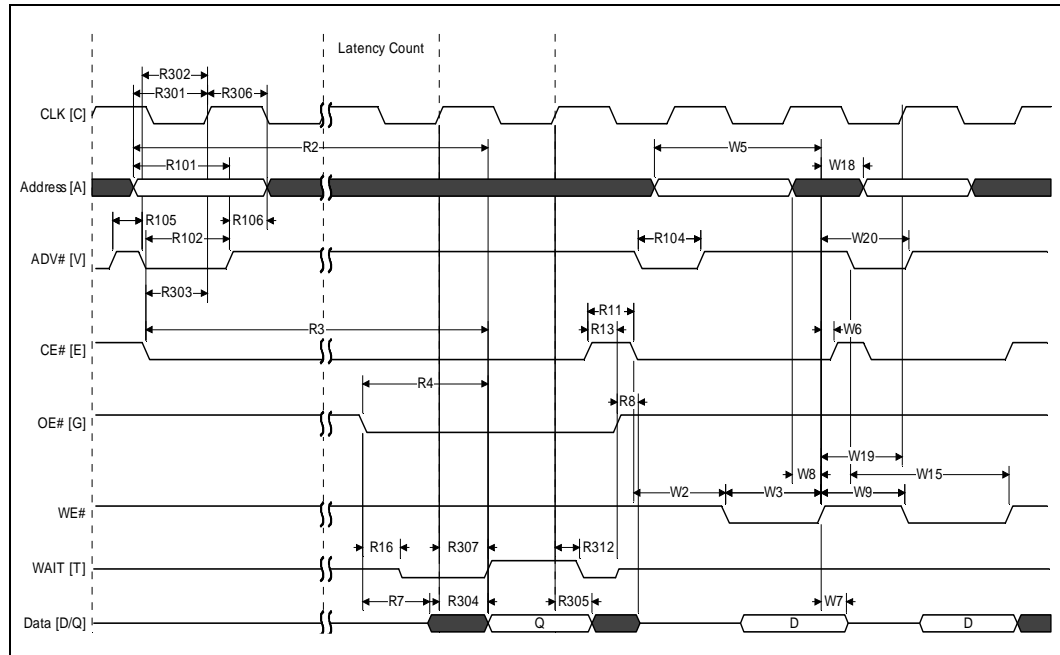 Latency Count
R302
R301 R306
CLK [C]
R2 W5
R101 W18
Address [A]
R105 R106
R102 R104 W20
ADV# [V]
R303
R11
R3 R13 W6
CE# [E]
R4
R8
OE# [G]
W19
W8 W15
W2 W3 W9
WE#
R16 R307 R312
WAIT [T]
R7 R304 R305 W7
Data [D/Q] Q D D